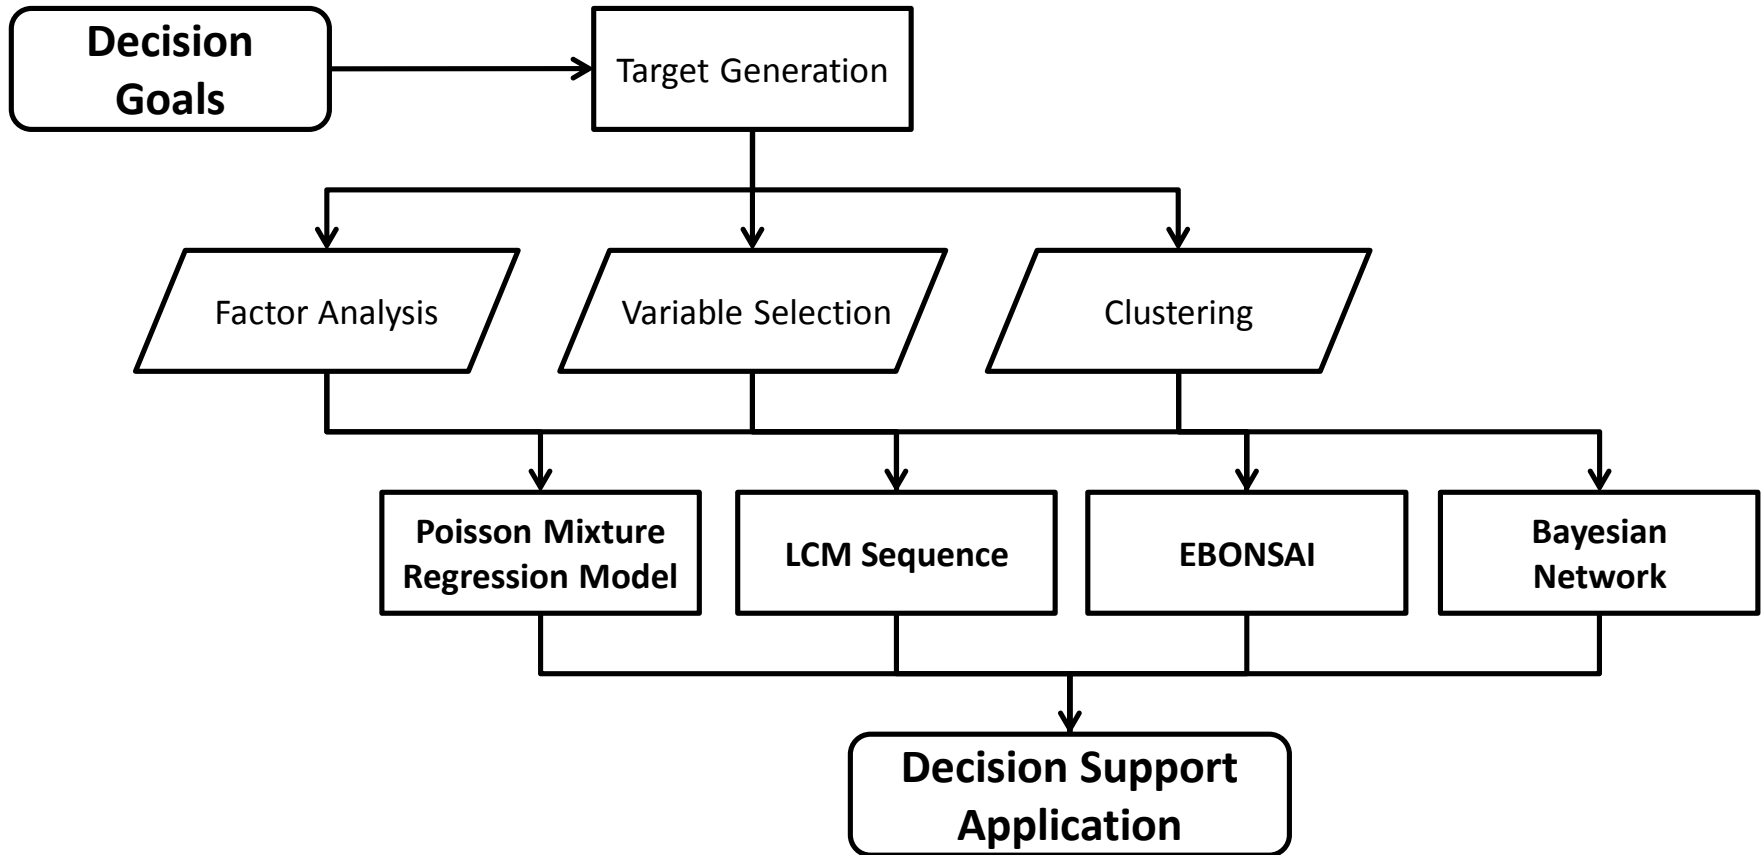 Decision
Goals
Target Generation
Factor Analysis
Variable Selection
Clustering
Poisson Mixture
Regression Model
LCM Sequence
EBONSAI
Bayesian
Network
Decision Support
Application